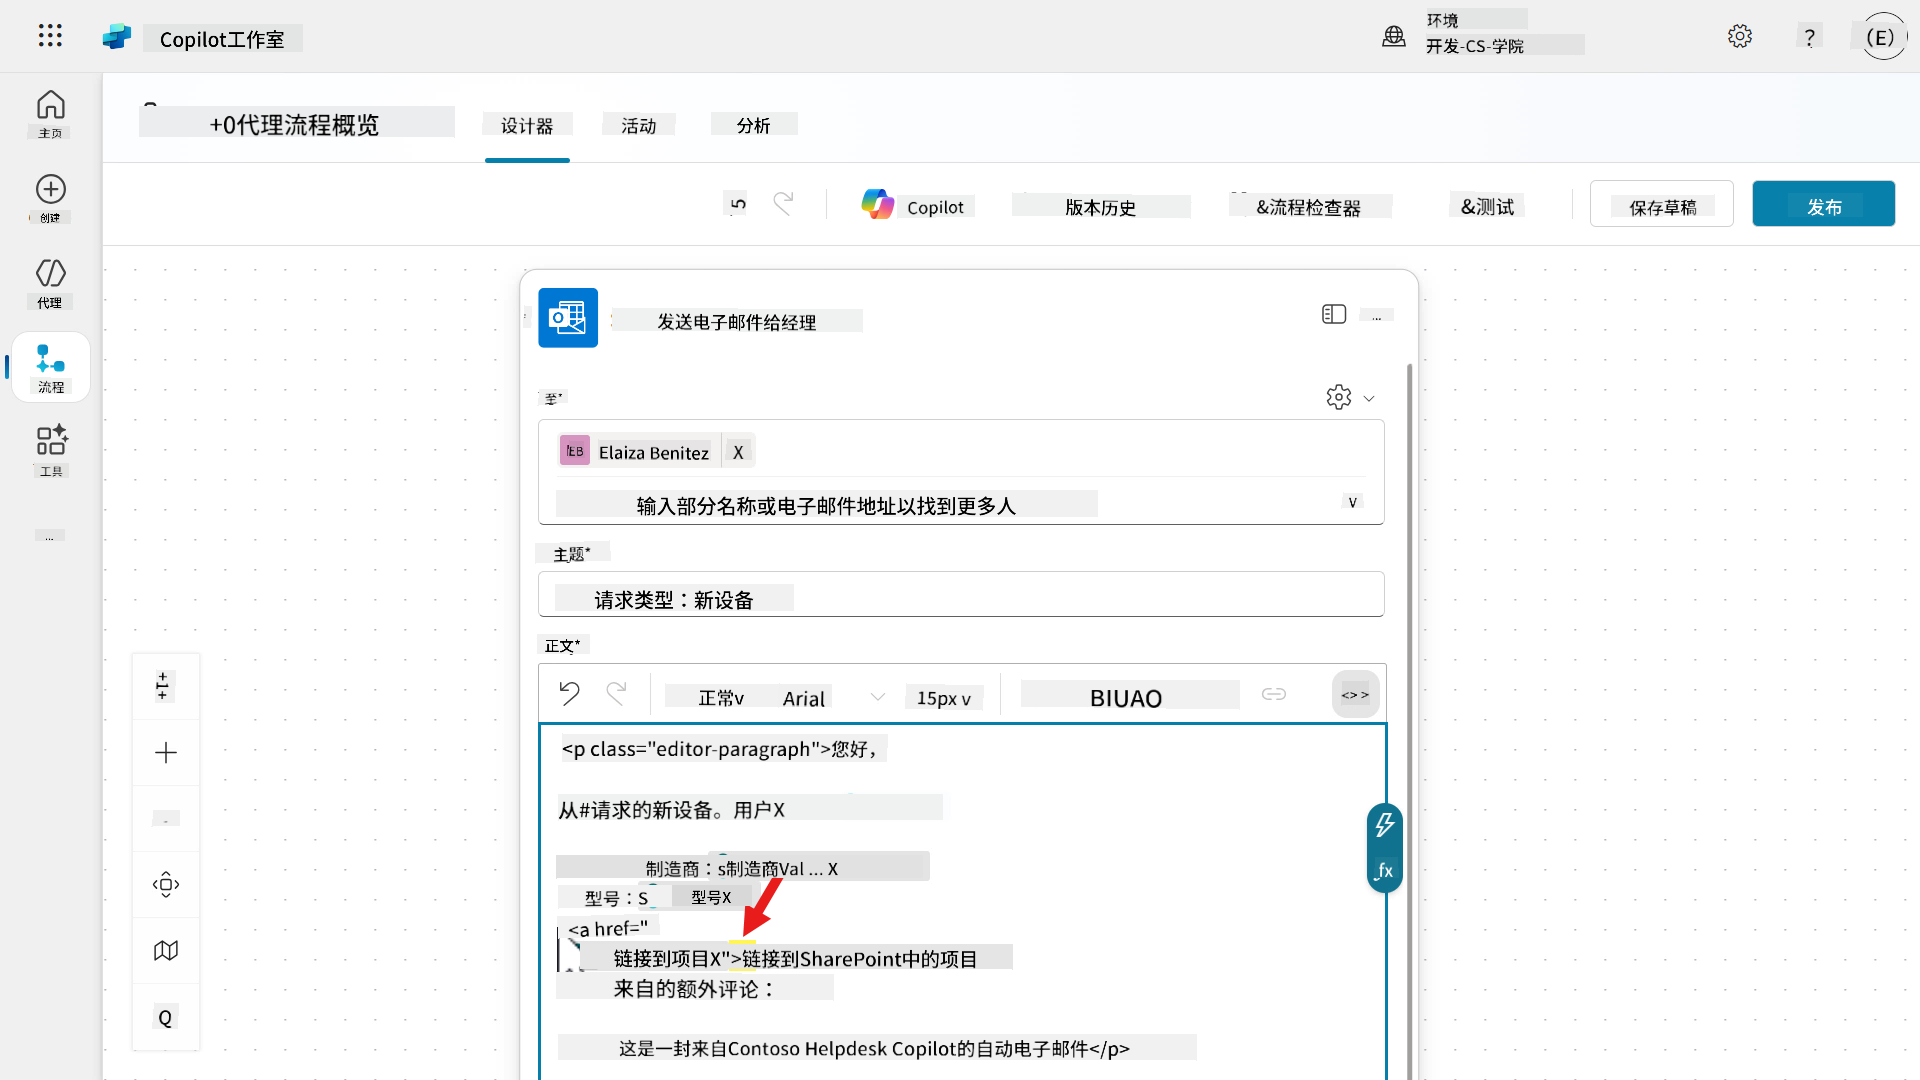 Copilot工作室
环境
开发-CS-学院
?
(E)
主页
创建
代理
流程
工具
...
+0代理流程概览
设计器
活动
分析
5
Copilot
版本历史
&流程检查器
&测试
保存草稿
发布
发送电子邮件给经理
...
至*
EB
Elaiza Benitez
X
输入部分名称或电子邮件地址以找到更多人
v
主题*
请求类型：新设备
正文*
正常v
Arial
15px v
BIUAO
<> >
<p class="editor-paragraph">您好，
从#请求的新设备。用户X
制造商：s制造商Val ... X
型号：S 型号X
<a href="
链接到项目X">链接到SharePoint中的项目
来自的额外评论：
这是一封来自Contoso Helpdesk Copilot的自动电子邮件</p>
fx
Q